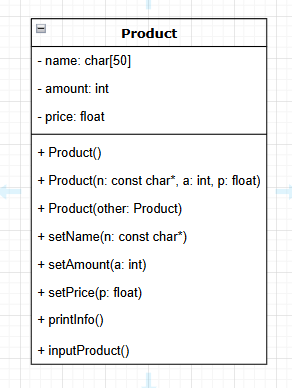 Product
- name: char[50]
- amount: int
- price: float
+ Product()
+ Product(n: const char*, a: int, p: float)
+ Product(other: Product)
+ setName(n: const char*)
+ setAmount(a: int)
+ setPrice(p: float)
+ printInfo()
+ inputProduct()